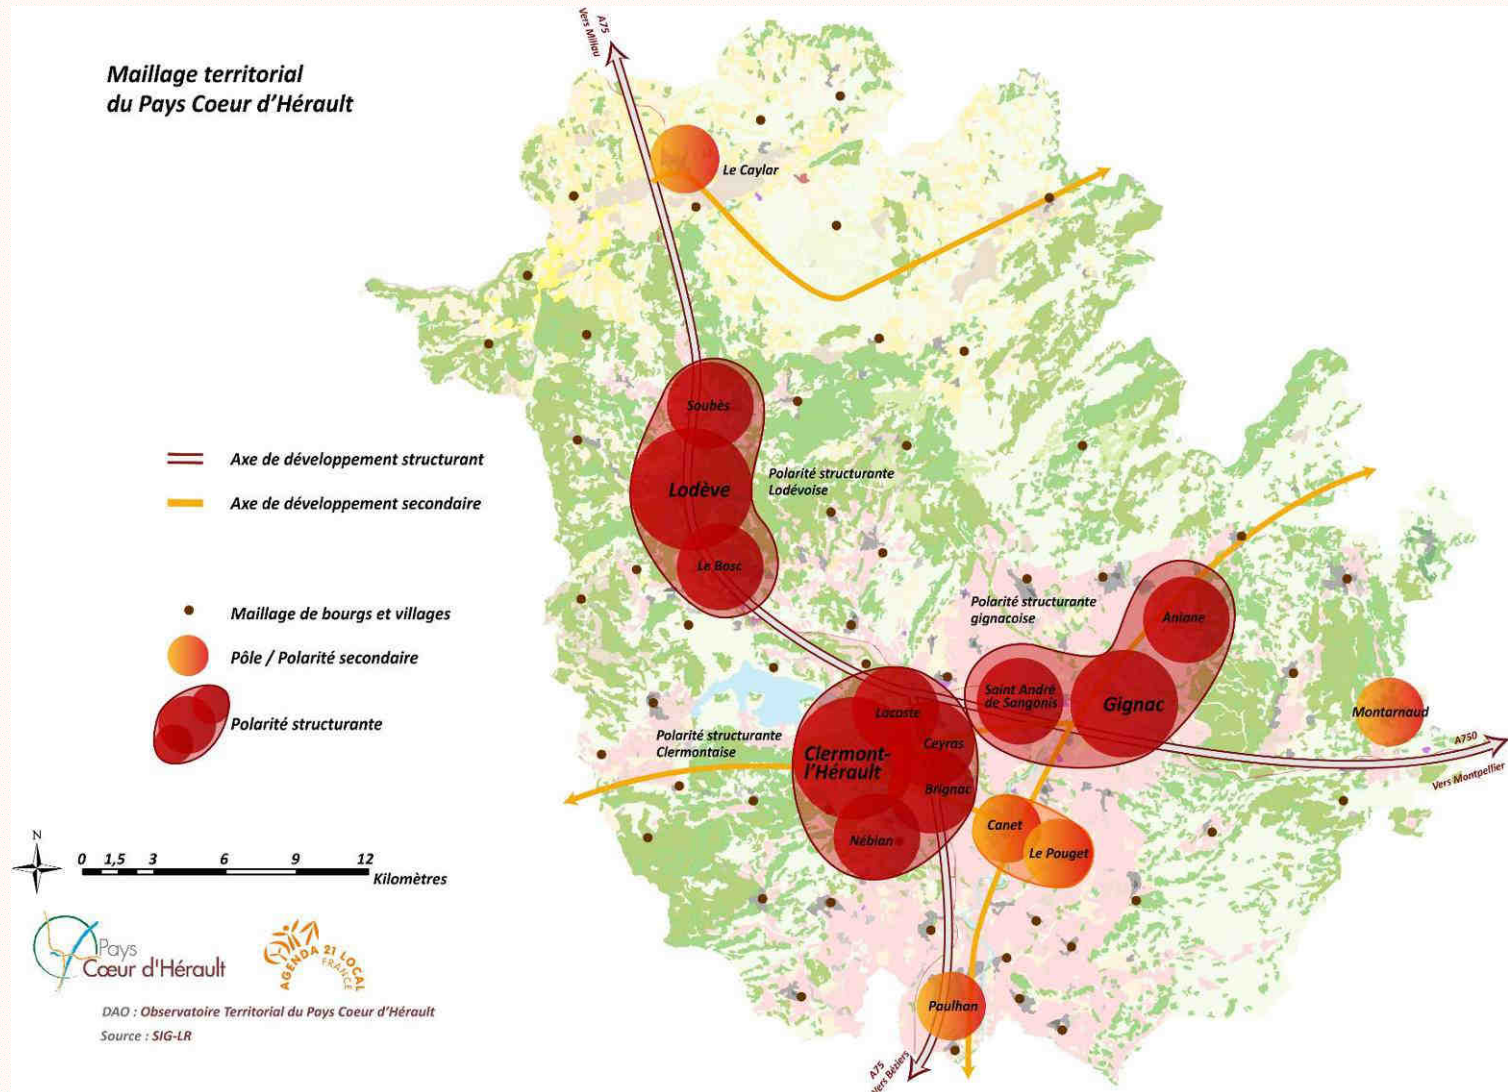 Maillage territorial
du Pays Coeur d'Hérault
A75
Vers Millau
Le Caylar
Soubès
Lodève
Le Bosc
Polarité structurante
Lodévoise
Axe de développement structurant
Axe de développement secondaire
Maillage de bourgs et villages
Pôle / Polarité secondaire
Polarité structurante
Polarité structurante
gignacoise
Aniane
Saint André
de Sangonis
Gignac
Montarnaud
A750
Vers Montpellier
Polarité structurante
Clermontaise
Lacoste
Ceyras
Clermont-
l'Hérault
Brignac
Nébian
Canet
Le Pouget
Paulhan
A75
Vers Béziers
N
0 1,5 3 6 9 12
Kilomètres
Pays
Cœur d'Hérault
AGENDA 21 LOCAL
FRANCE
DAO : Observatoire Territorial du Pays Coeur d'Hérault
Source : SIG-LR